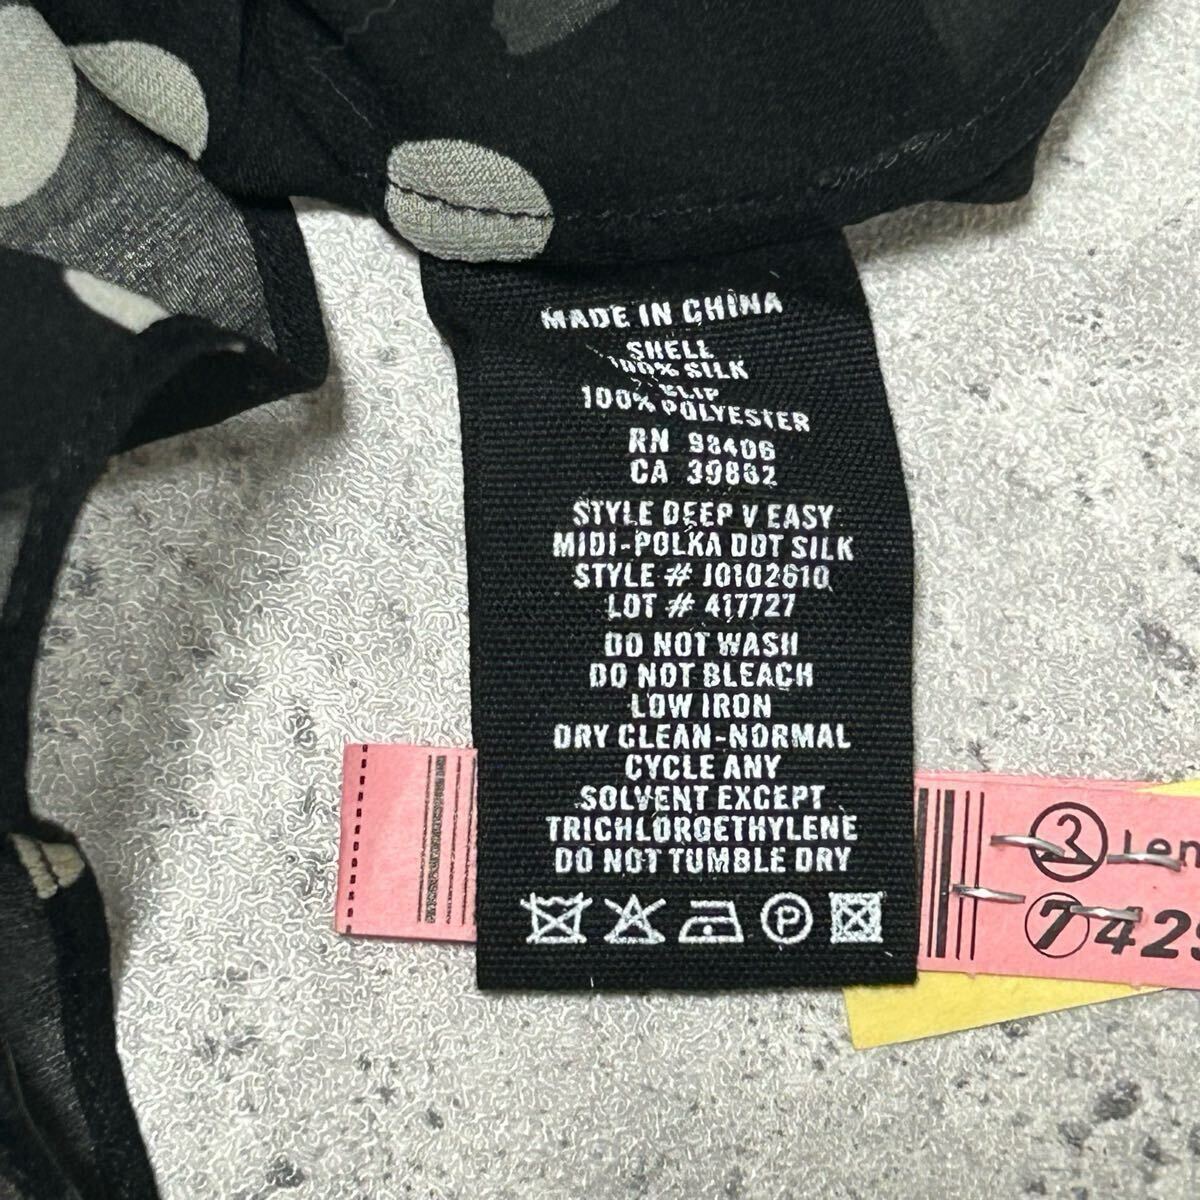 MADE IN CHINA
SHELL
100% SILK
SLIP
100% POLYESTER
RN 98406
CA 39882
STYLE DEEP V EASY
MIDI-POLKA DOT SILK
STYLE # J0102610
LOT # 417727
DO NOT WASH
DO NOT BLEACH
LOW IRON
DRY CLEAN-NORMAL
CYCLE ANY
SOLVENT EXCEPT
TRICHLOROETHYLENE
DO NOT TUMBLE DRY
P
3 Len
7 429